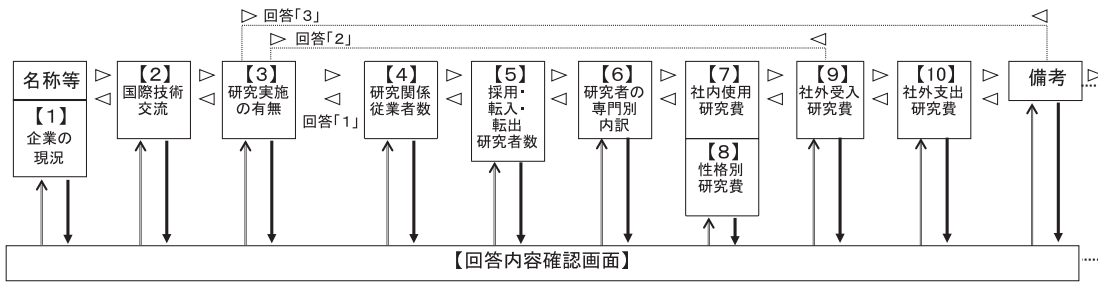 回答「3」
回答「2」
名称等
【1】
企業の
現況
【2】
国際技術
交流
【3】
研究実施
の有無
回答「1」
【4】
研究関係
従業者数
【5】
採用・
転入・
転出
研究者数
【6】
研究者の
専門別
内訳
【7】
社内使用
研究費
【8】
性格別
研究費
【9】
社外受入
研究費
【10】
社外支出
研究費
備考
【回答内容確認画面】